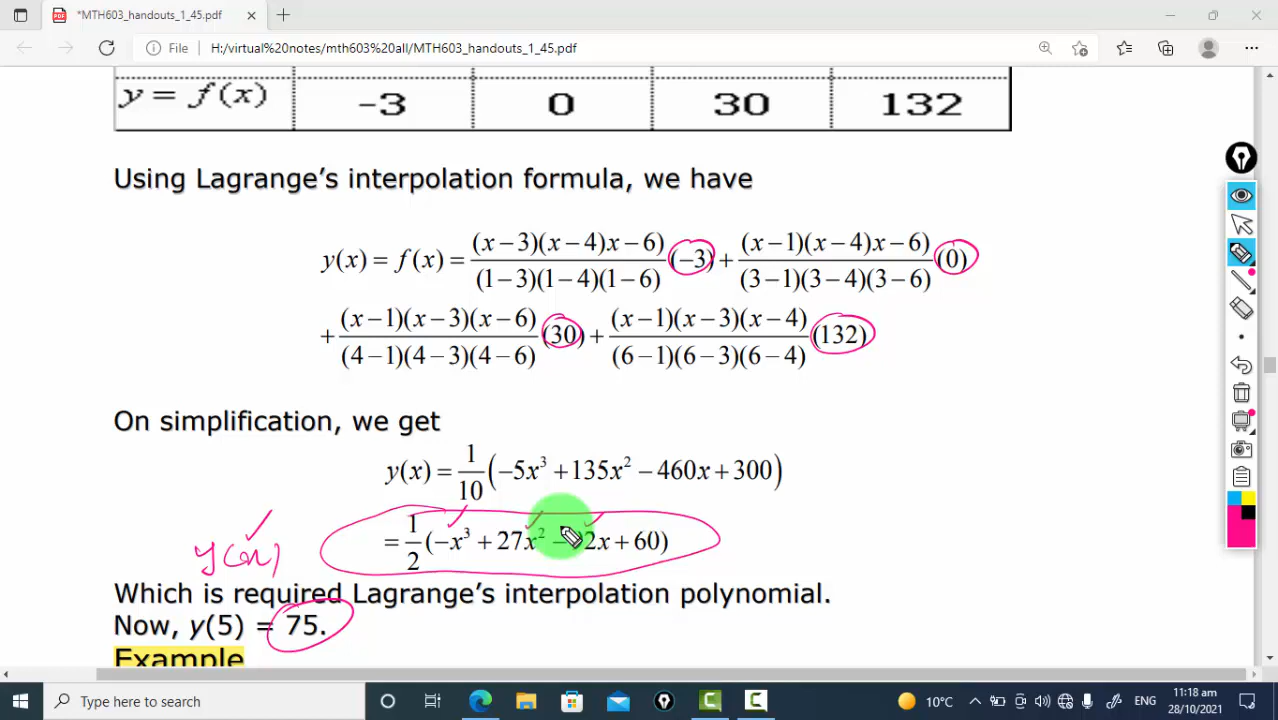 *MTH603_handouts_1_45.pdf
File H:/virtual%20notes/mth603%20all/MTH603_handouts_1_45.pdf
y = f(x) -3 0 30 132
Using Lagrange's interpolation formula, we have
y(x) = f(x) = (x−3)(x−4)x−6) / (1−3)(1−4)(1−6) (−3) + (x−1)(x−4)x−6) / (3−1)(3−4)(3−6) (0)
+ (x−1)(x−3)(x−6) / (4−1)(4−3)(4−6) (30) + (x−1)(x−3)(x−4) / (6−1)(6−3)(6−4) (132)
On simplification, we get
y(x) = 1/10 (−5x³ + 135x² − 460x + 300)
= 1/2 (−x³ + 27x² − 2x + 60)
y(x)
Which is required Lagrange's interpolation polynomial.
Now, y(5) = 75.
Example
Type here to search
10°C
ENG
11:18 am
28/10/2021